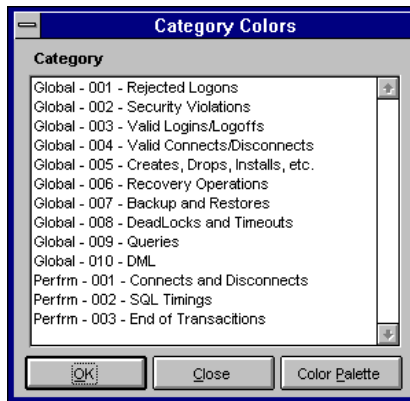 Category Colors
Category
Global - 001 - Rejected Logons
Global - 002 - Security Violations
Global - 003 - Valid Logins/Logoffs
Global - 004 - Valid Connects/Disconnects
Global - 005 - Creates, Drops, Installs, etc.
Global - 006 - Recovery Operations
Global - 007 - Backup and Restores
Global - 008 - DeadLocks and Timeouts
Global - 009 - Queries
Global - 010 - DML
Perfrm - 001 - Connects and Disconnects
Perfrm - 002 - SQL Timings
Perfrm - 003 - End of Transacitions
OK Close Color Palette